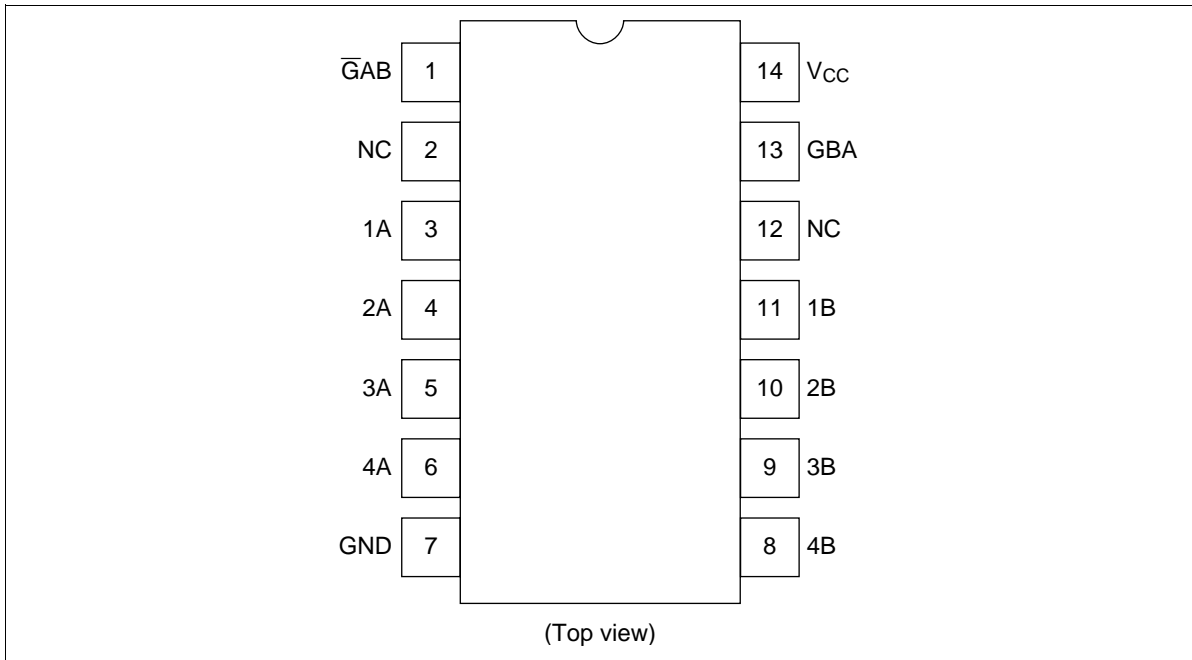 G̅AB 1 14 VCC
NC 2 13 GBA
1A 3 12 NC
2A 4 11 1B
3A 5 10 2B
4A 6 9 3B
GND 7 8 4B
(Top view)